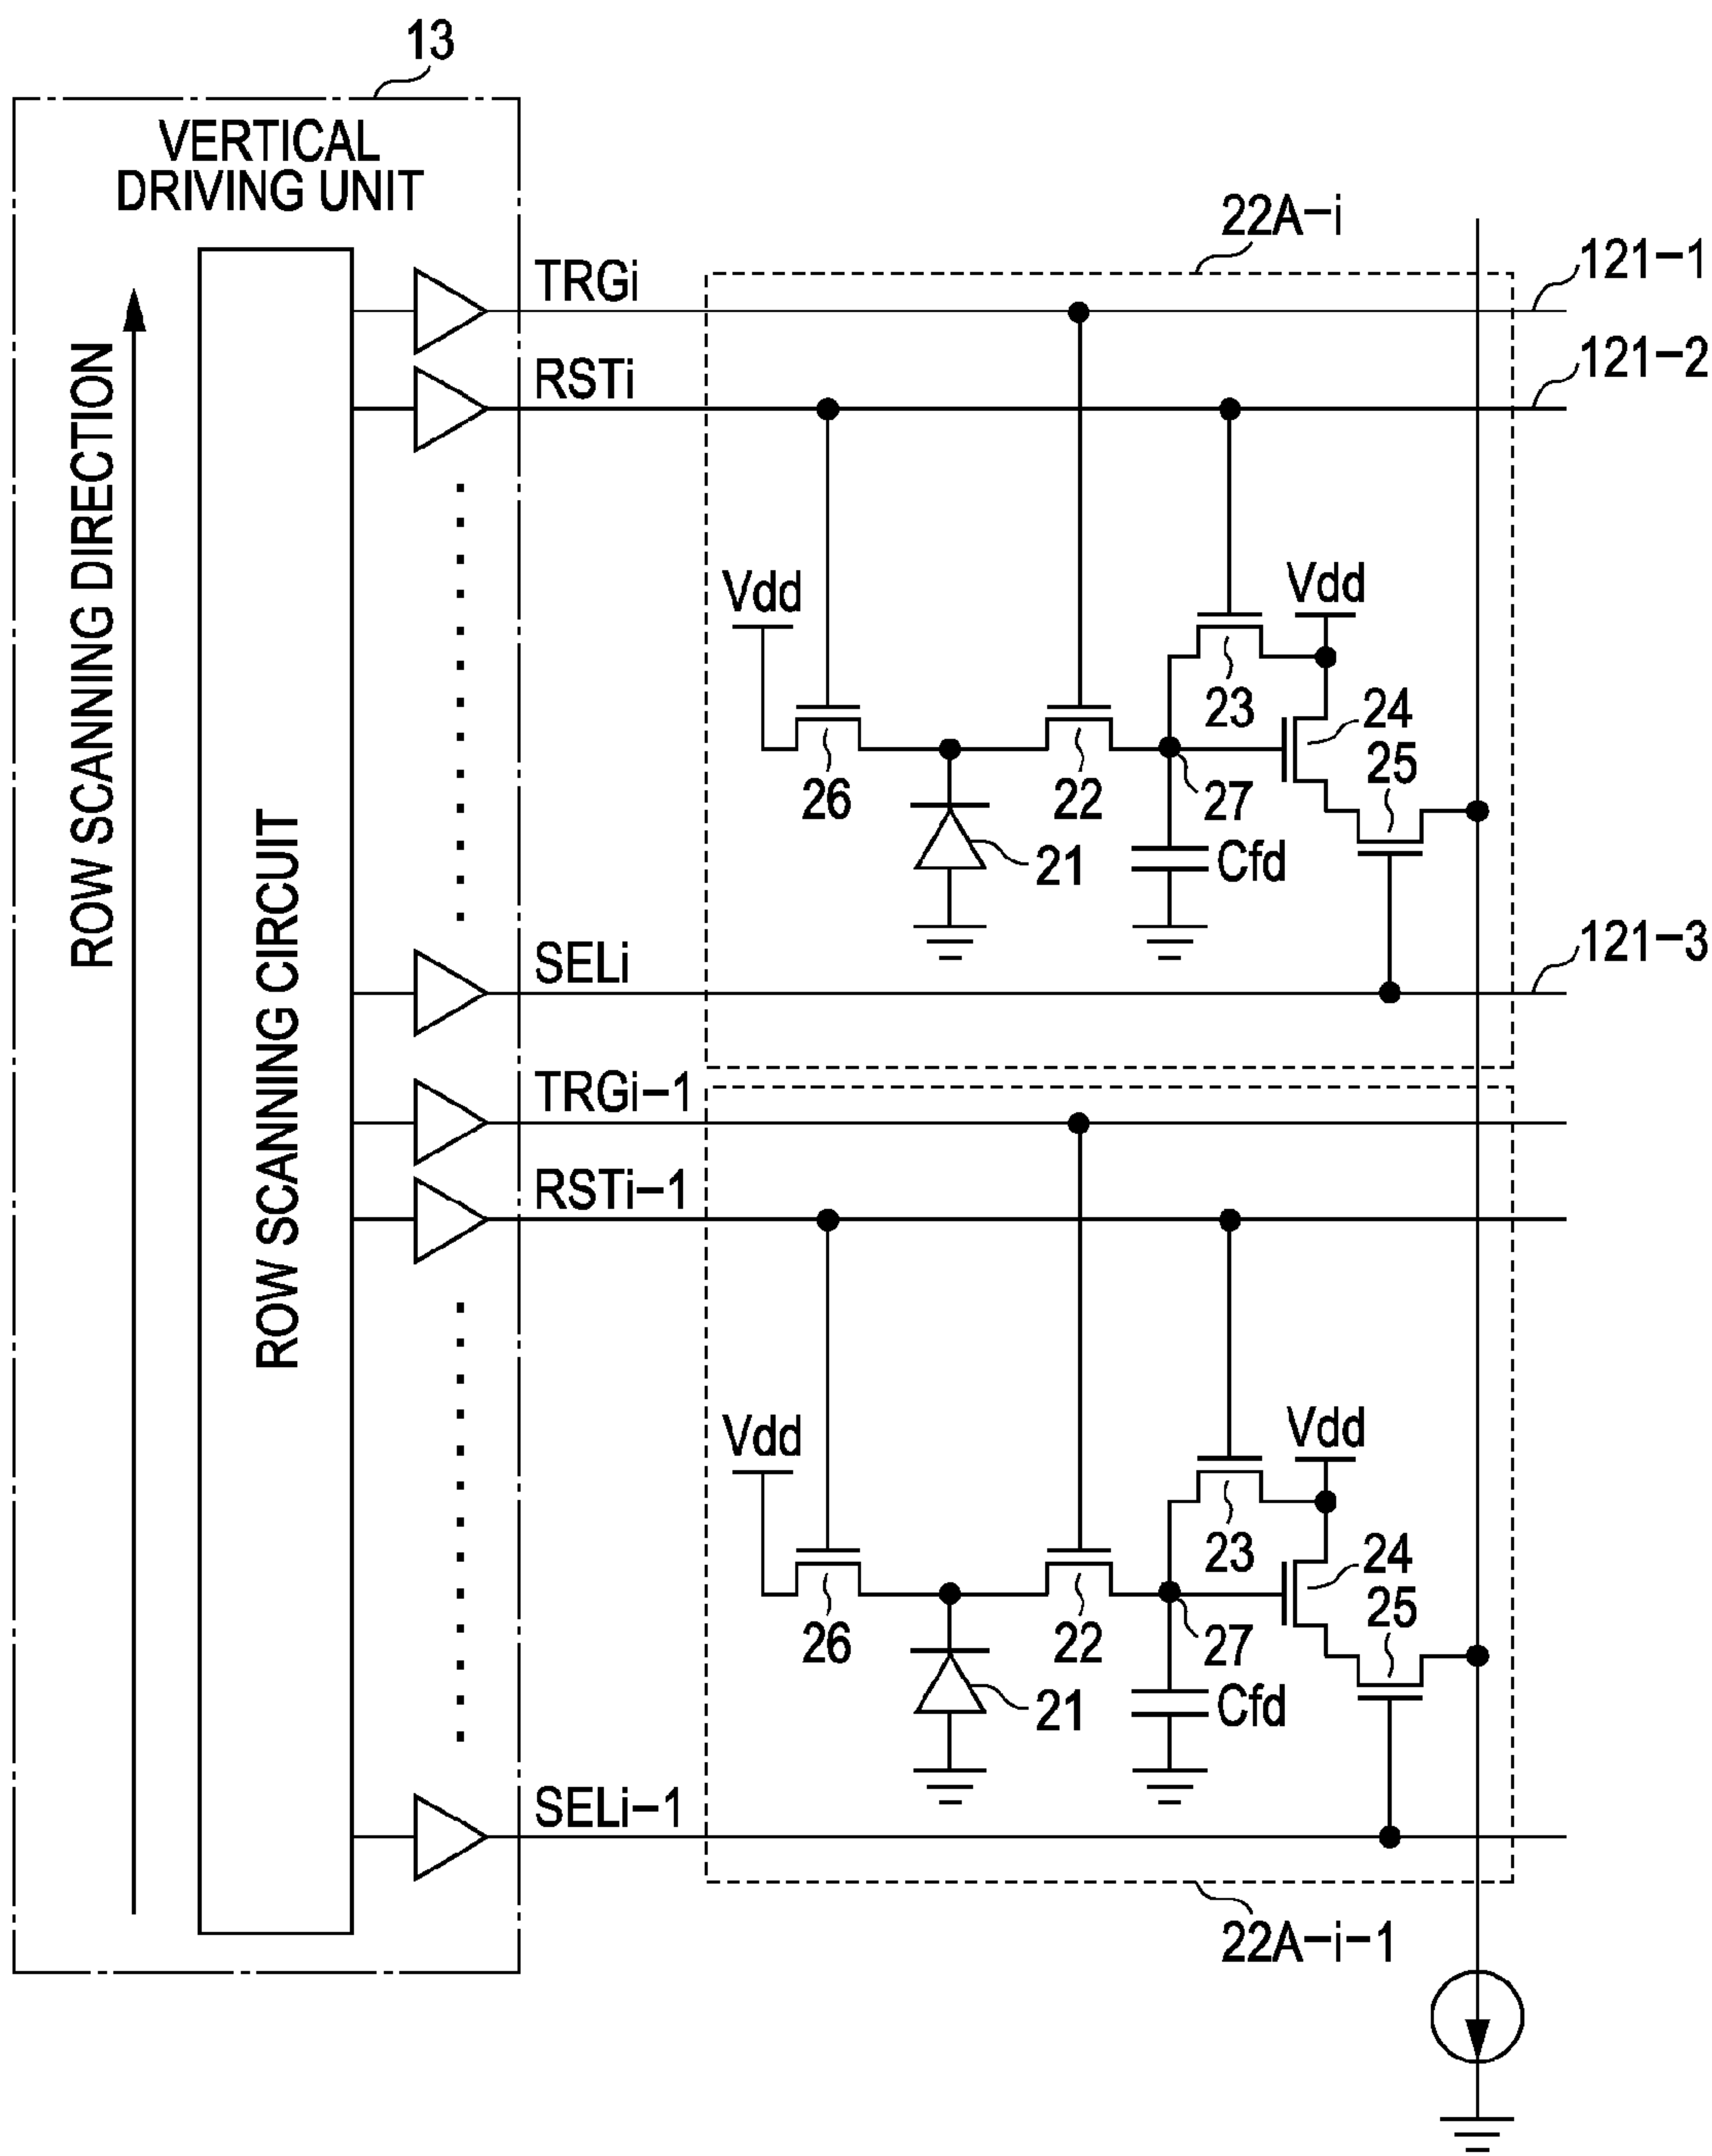 13
VERTICAL
DRIVING UNIT
ROW SCANNING DIRECTION
ROW SCANNING CIRCUIT
22A-i
TRGi
121-1
RSTi
121-2
Vdd
Vdd
23
24
25
26
22
27
21
Cfd
SELi
121-3
TRGi-1
RSTi-1
Vdd
Vdd
23
24
25
26
22
27
21
Cfd
SELi-1
22A-i-1